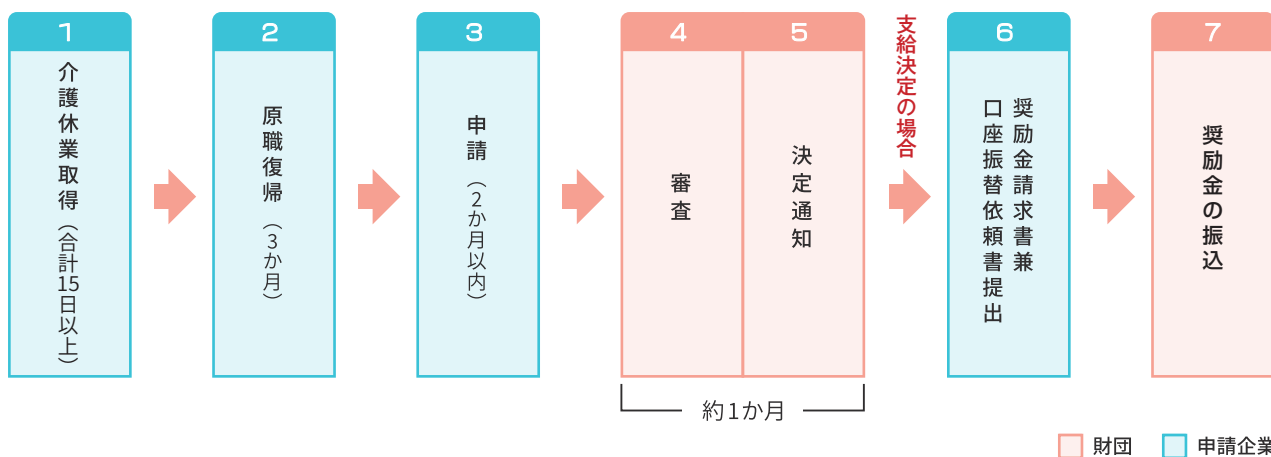 1
介護休業取得（合計15日以上）
2
原職復帰（3か月）
3
申請（2か月以内）
4
審査
5
決定通知
支給決定の場合
6
奨励金請求書兼
口座振替依頼書提出
7
奨励金の振込
約1か月
財団
申請企業